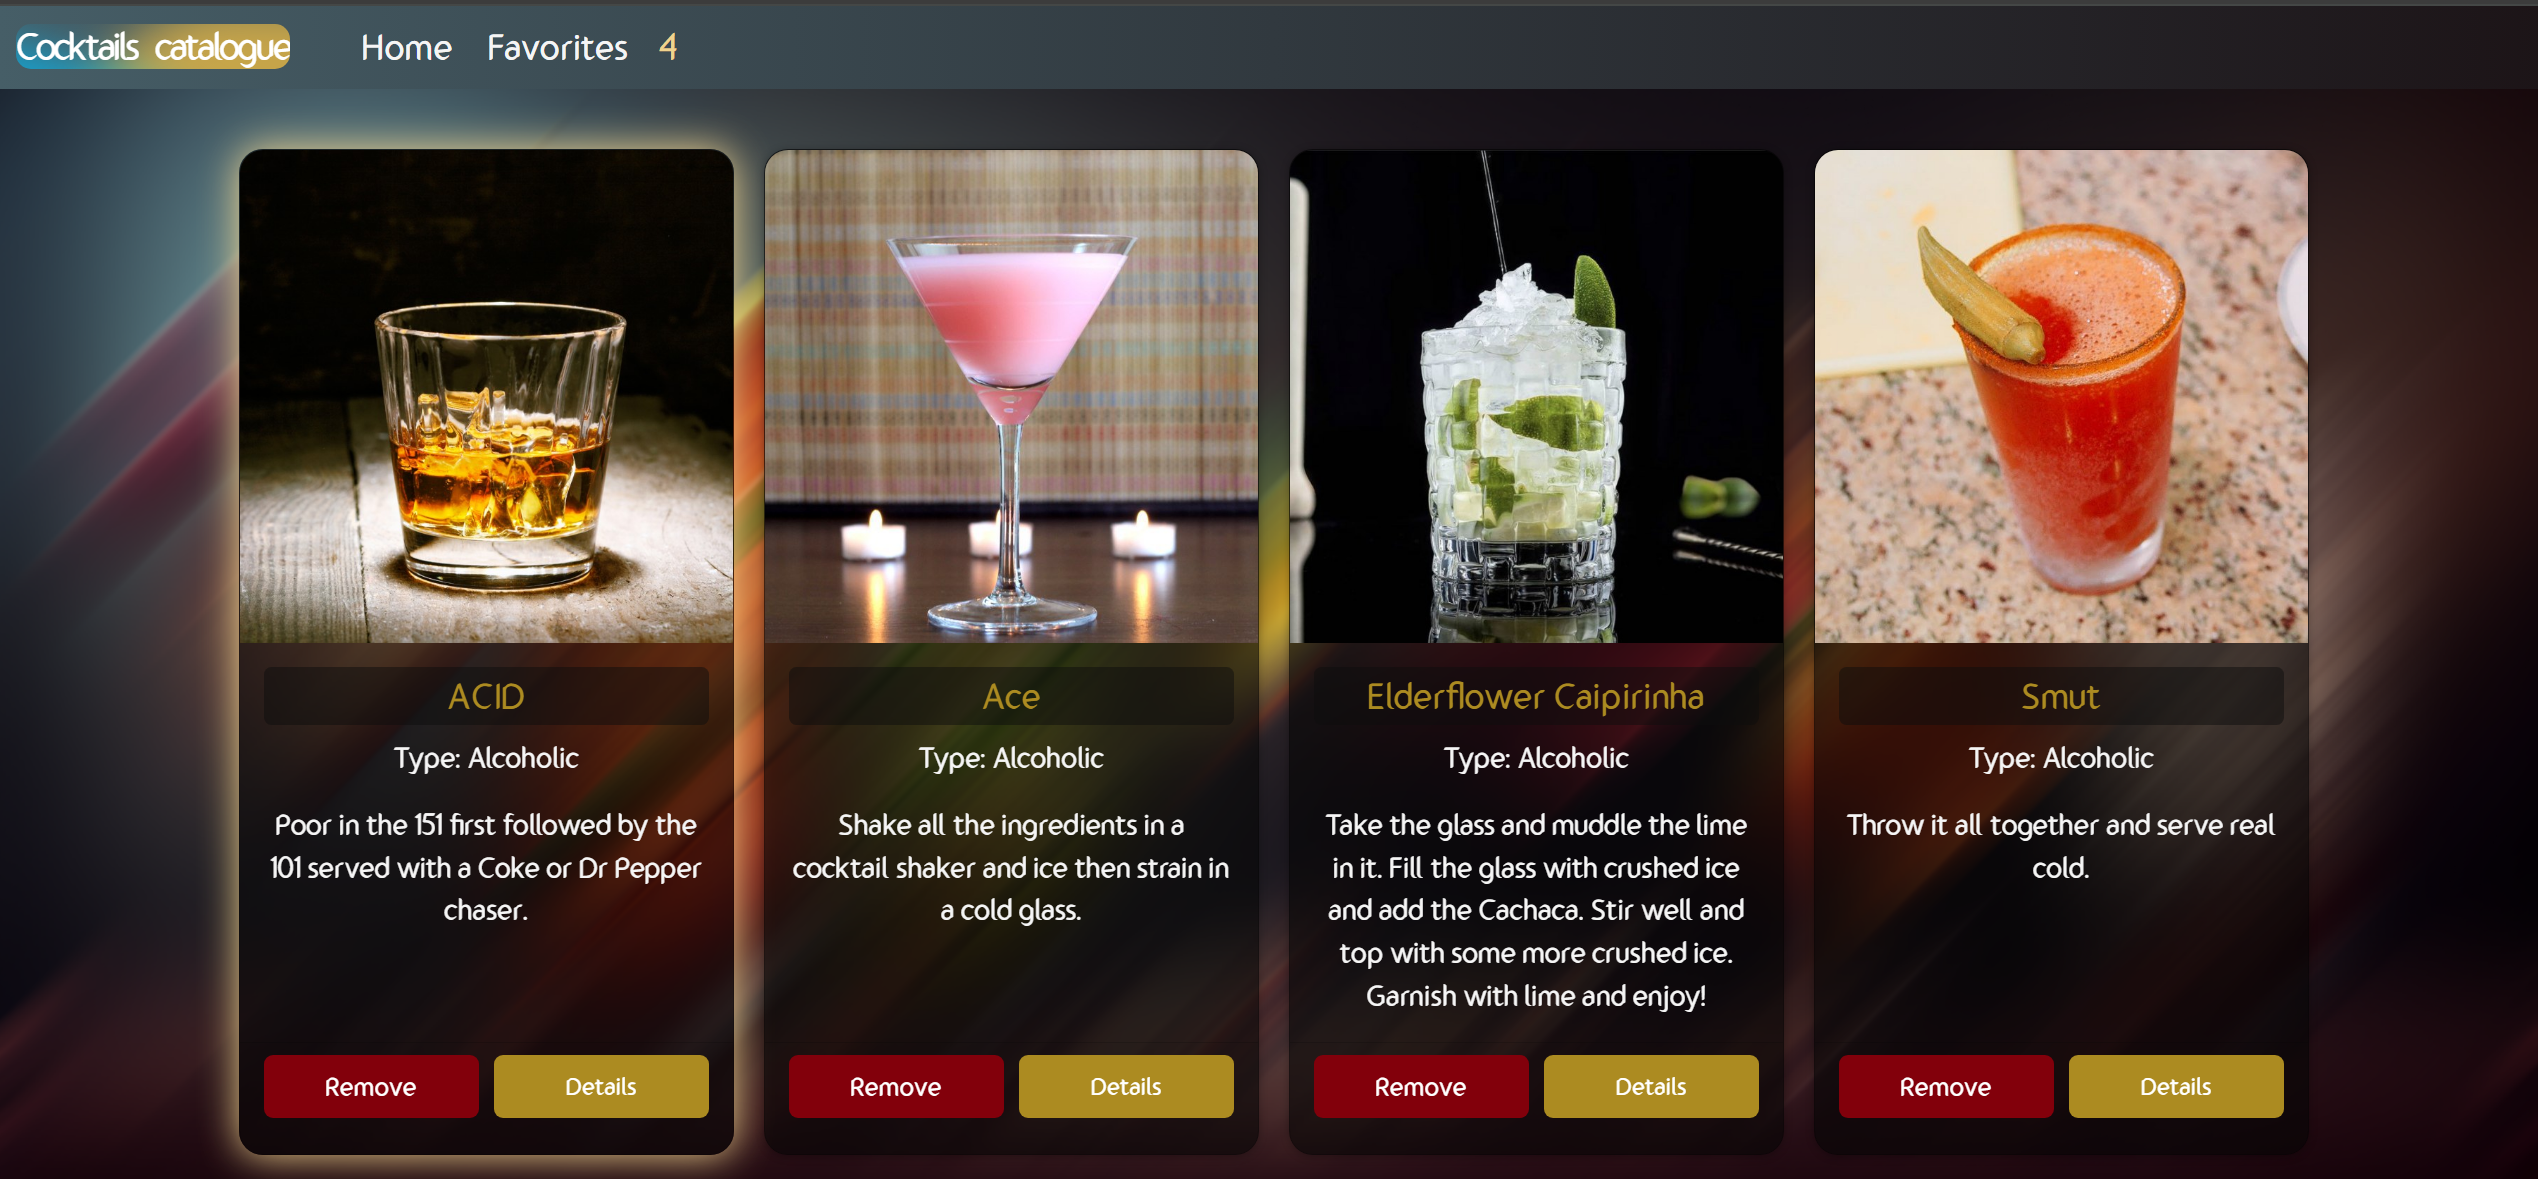 Cocktails catalogue
Home
Favorites 4
ACID
Type: Alcoholic
Poor in the 151 first followed by the
101 served with a Coke or Dr Pepper
chaser.
Remove
Details
Ace
Type: Alcoholic
Shake all the ingredients in a
cocktail shaker and ice then strain in
a cold glass.
Remove
Details
Elderflower Caipirinha
Type: Alcoholic
Take the glass and muddle the lime
in it. Fill the glass with crushed ice
and add the Cachaca. Stir well and
top with some more crushed ice.
Garnish with lime and enjoy!
Remove
Details
Smut
Type: Alcoholic
Throw it all together and serve real
cold.
Remove
Details